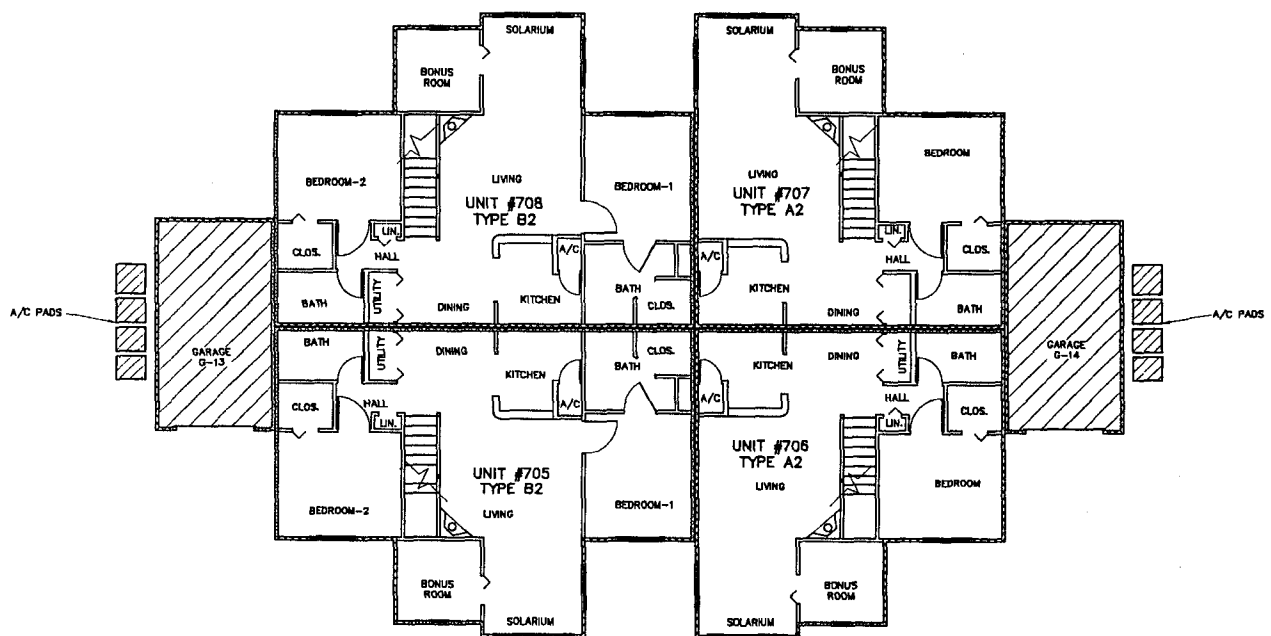 SOLARIUM
SOLARIUM
BONUS
ROOM
BONUS
ROOM
BEDROOM-2
LIVING
UNIT #708
TYPE B2
BEDROOM-1
LIVING
UNIT #707
TYPE A2
BEDROOM
CLOS.
LIN.
HALL
A/C
A/C
LIN.
HALL
CLOS.
BATH
UTILITY
DINING
KITCHEN
BATH
CLOS.
KITCHEN
DINING
BATH
A/C PADS
GARAGE
G-13
A/C PADS
GARAGE
G-14
BATH
UTILITY
DINING
KITCHEN
BATH
CLOS.
KITCHEN
DINING
UTILITY
BATH
CLOS.
HALL
LIN.
A/C
A/C
HALL
LIN.
CLOS.
UNIT #705
TYPE B2
LIVING
BEDROOM-2
BEDROOM-1
UNIT #706
TYPE A2
LIVING
BEDROOM
BONUS
ROOM
BONUS
ROOM
SOLARIUM
SOLARIUM